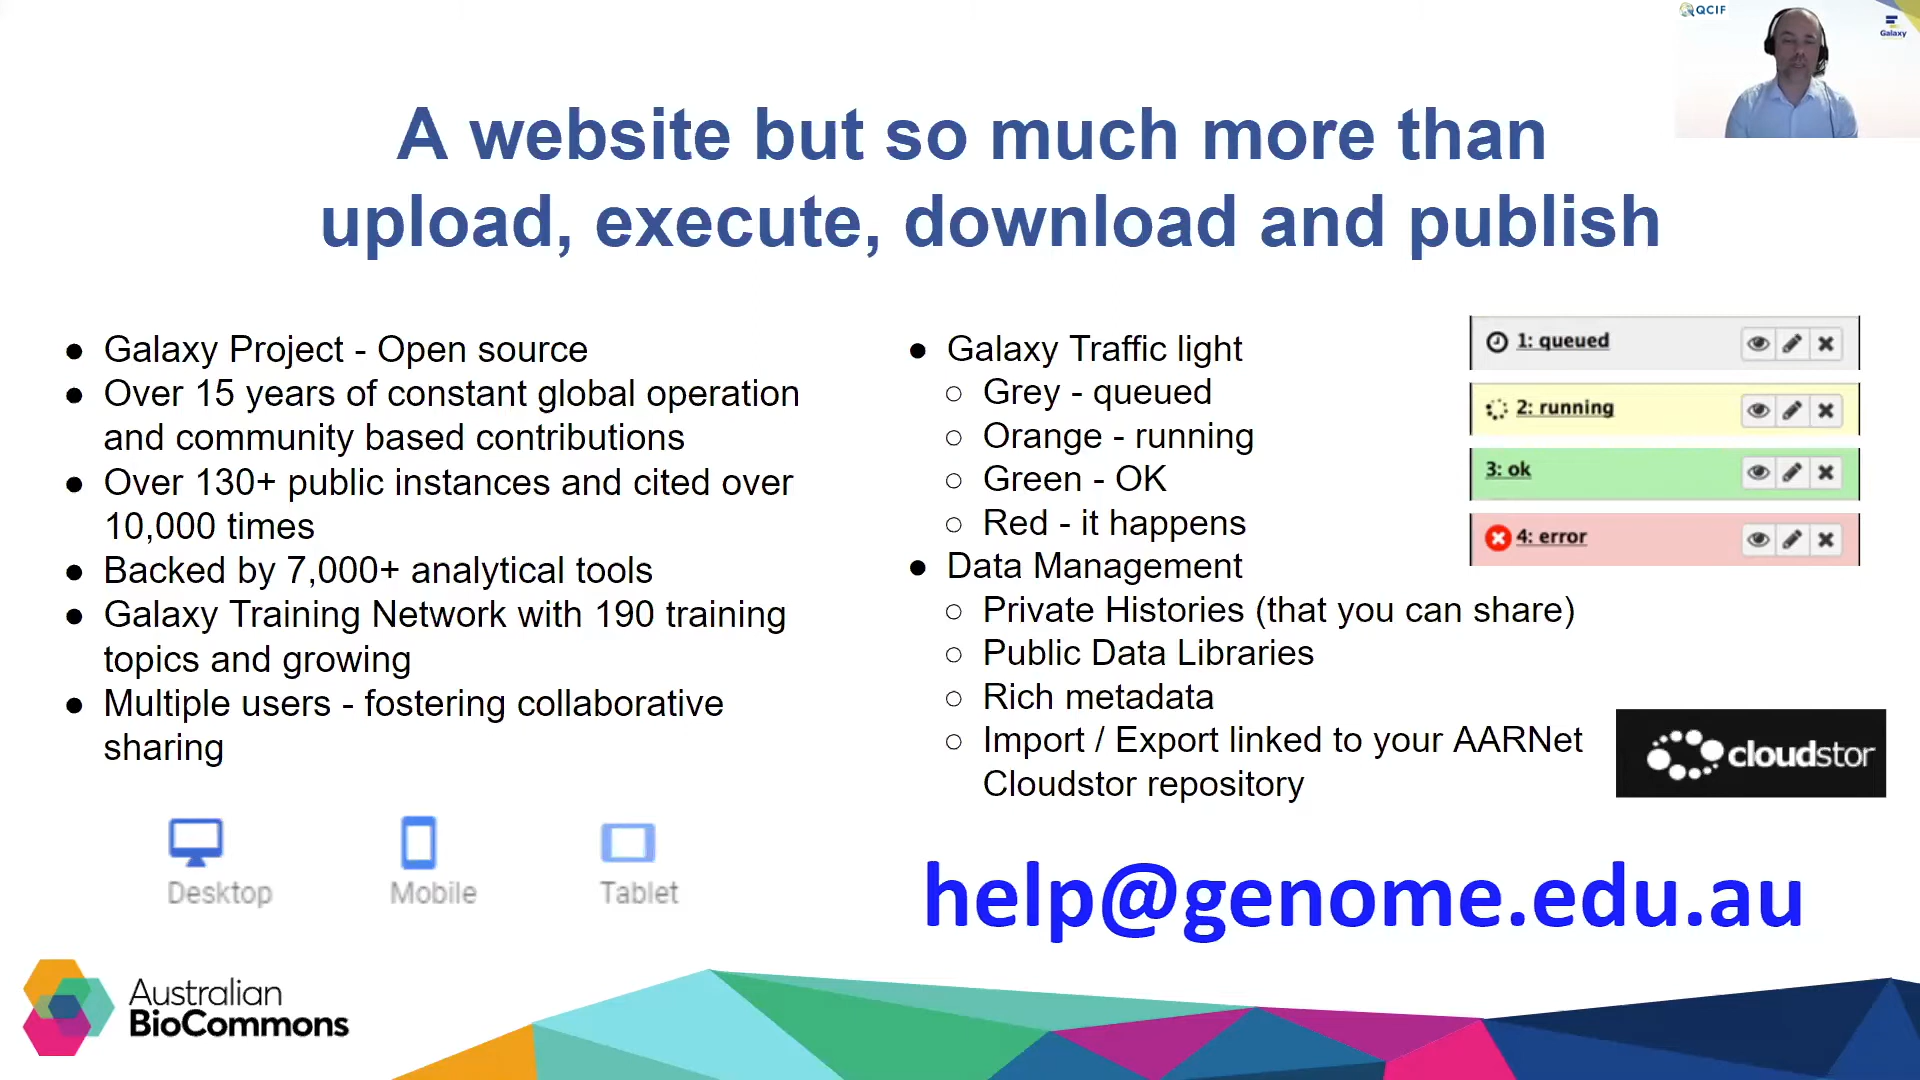 QCIF
Galaxy
A website but so much more than
upload, execute, download and publish
● Galaxy Project - Open source
● Over 15 years of constant global operation
and community based contributions
● Over 130+ public instances and cited over
10,000 times
● Backed by 7,000+ analytical tools
● Galaxy Training Network with 190 training
topics and growing
● Multiple users - fostering collaborative
sharing
Desktop
Mobile
Tablet
● Galaxy Traffic light
○ Grey - queued
○ Orange - running
○ Green - OK
○ Red - it happens
● Data Management
○ Private Histories (that you can share)
○ Public Data Libraries
○ Rich metadata
○ Import / Export linked to your AARNet
Cloudstor repository
1: queued
2: running
3: ok
4: error
cloudstor
help@genome.edu.au
Australian
BioCommons